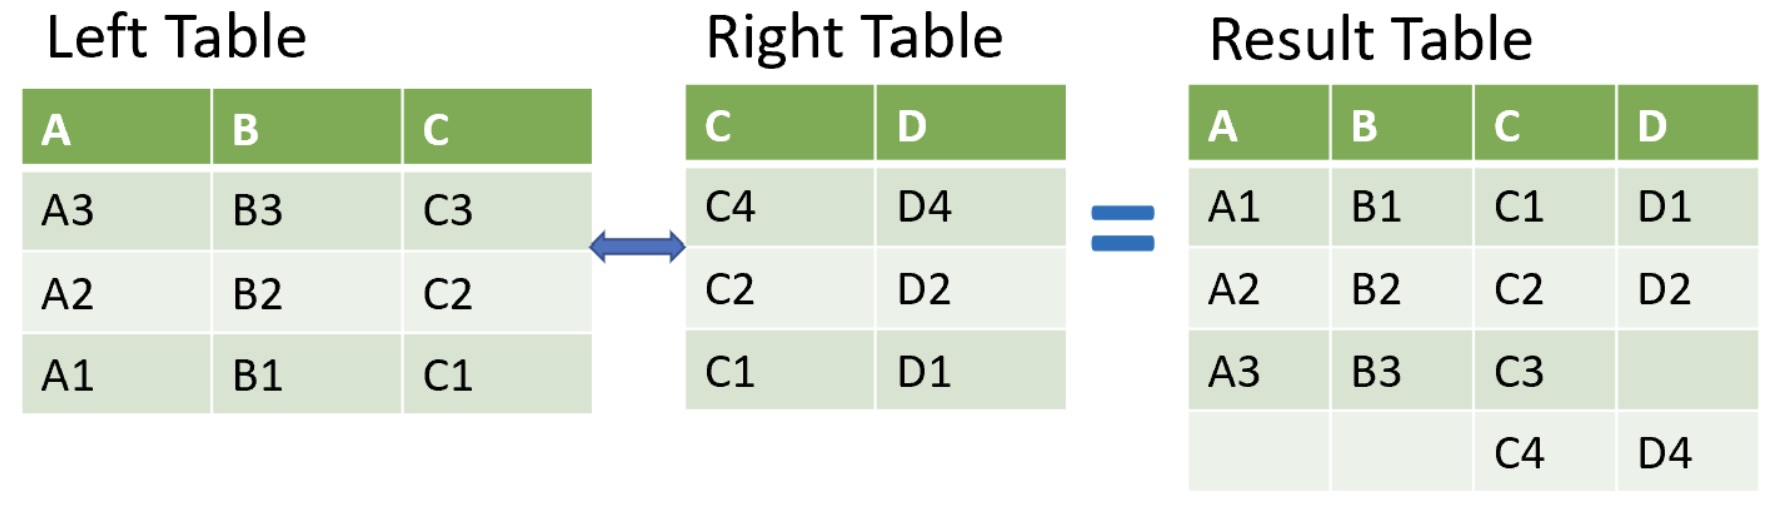 Left Table
A B C
A3 B3 C3
A2 B2 C2
A1 B1 C1
Right Table
C D
C4 D4
C2 D2
C1 D1
Result Table
A B C D
A1 B1 C1 D1
A2 B2 C2 D2
A3 B3 C3
C4 D4